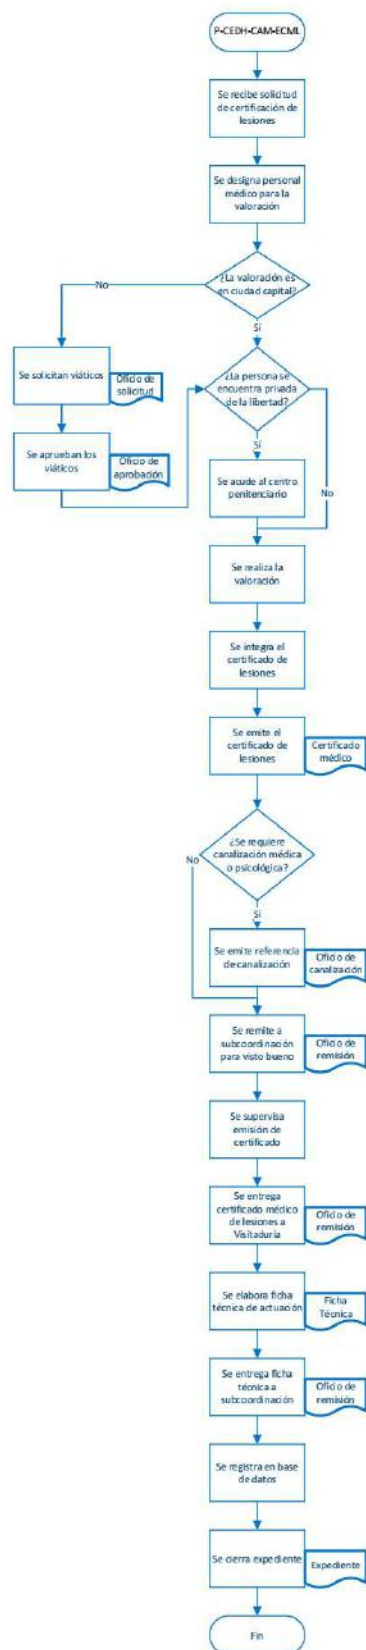 P-CEDH-CAM-ECML
Se recibe solicitud
de certificación de
lesiones
Se designa personal
médico para la
valoración
¿La valoración es
en ciudad capital?
No
Sí
Se solicitan viáticos
Oficio de
solicitud
¿La persona se
encuentra privada
de la libertad?
Se aprueban los
viáticos
Oficio de
aprobación
Sí
No
Se acude al centro
penitenciario
Se realiza la
valoración
Se integra el
certificado de
lesiones
Se emite el
certificado de
lesiones
Certificado
médico
¿Se requiere
canalización médica
o psicológica?
No
Sí
Se emite referencia
de canalización
Oficio de
canalización
Se remite a
subcoordinación
para visto bueno
Oficio de
remisión
Se supervisa
emisión de
certificado
Se entrega
certificado médico
de lesiones a
Visitaduría
Oficio de
remisión
Se elabora ficha
técnica de actuación
Ficha
Técnica
Se entrega ficha
técnica a
subcoordinación
Oficio de
remisión
Se registra en base
de datos
Se cierra expediente
Expediente
Fin